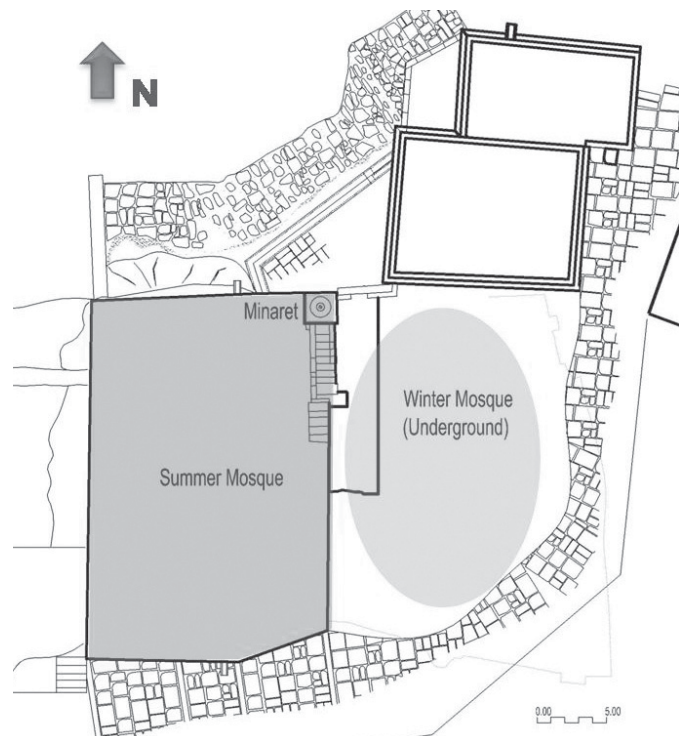 N
Minaret
Winter Mosque
(Underground)
Summer Mosque
0.00 5.00